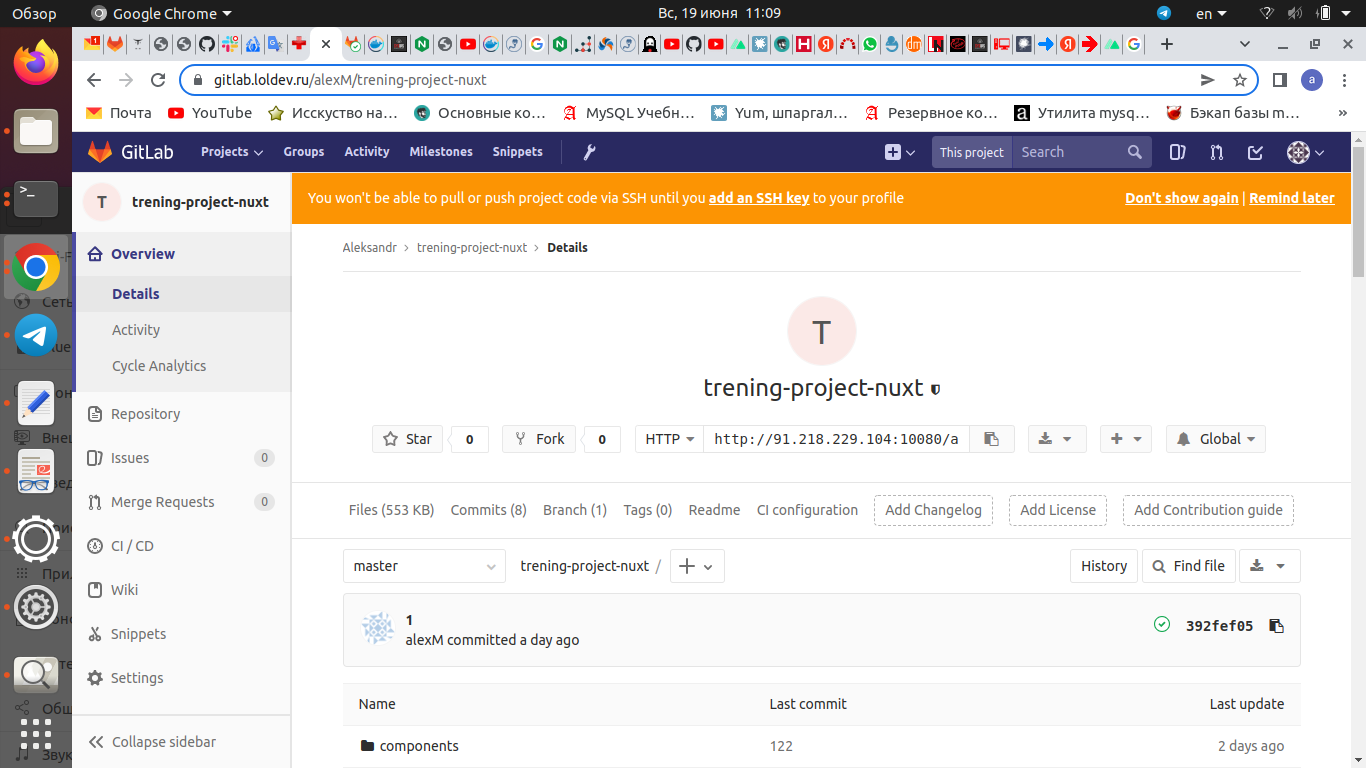 Обзор
Google Chrome
Вс, 19 июня 11:09
en
gitlab.loldev.ru/alexM/trening-project-nuxt
a
Почта
YouTube
Исскуство на…
Основные ко…
MySQL Учебн…
Yum, шпаргал…
Резервное ко…
Утилита mysq…
Бэкап базы m…
»
GitLab
Projects
Groups
Activity
Milestones
Snippets
This project
Search
T
trening-project-nuxt
You won't be able to pull or push project code via SSH until you add an SSH key to your profile
Don't show again | Remind later
Overview
Details
Activity
Cycle Analytics
Repository
Issues 0
Merge Requests 0
CI / CD
Wiki
Snippets
Settings
Collapse sidebar
Aleksandr > trening-project-nuxt > Details
T
trening-project-nuxt
Star 0
Fork 0
HTTP
http://91.218.229.104:10080/a
Global
Files (553 KB)
Commits (8)
Branch (1)
Tags (0)
Readme
CI configuration
Add Changelog
Add License
Add Contribution guide
master
trening-project-nuxt /
History
Find file
1
alexM committed a day ago
392fef05
Name
Last commit
Last update
components
122
2 days ago